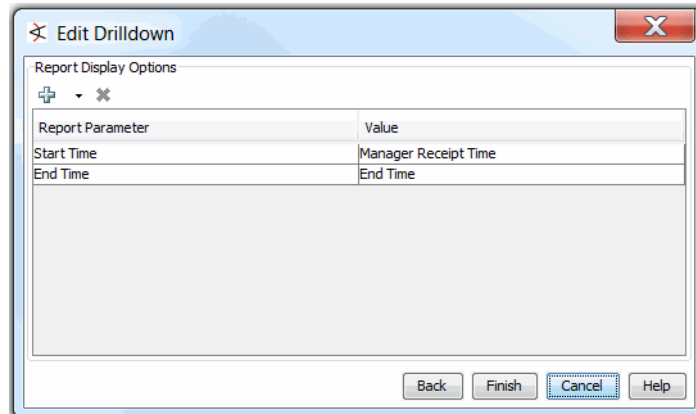 Edit Drilldown
Report Display Options
Report Parameter Value
Start Time Manager Receipt Time
End Time End Time
Back Finish Cancel Help